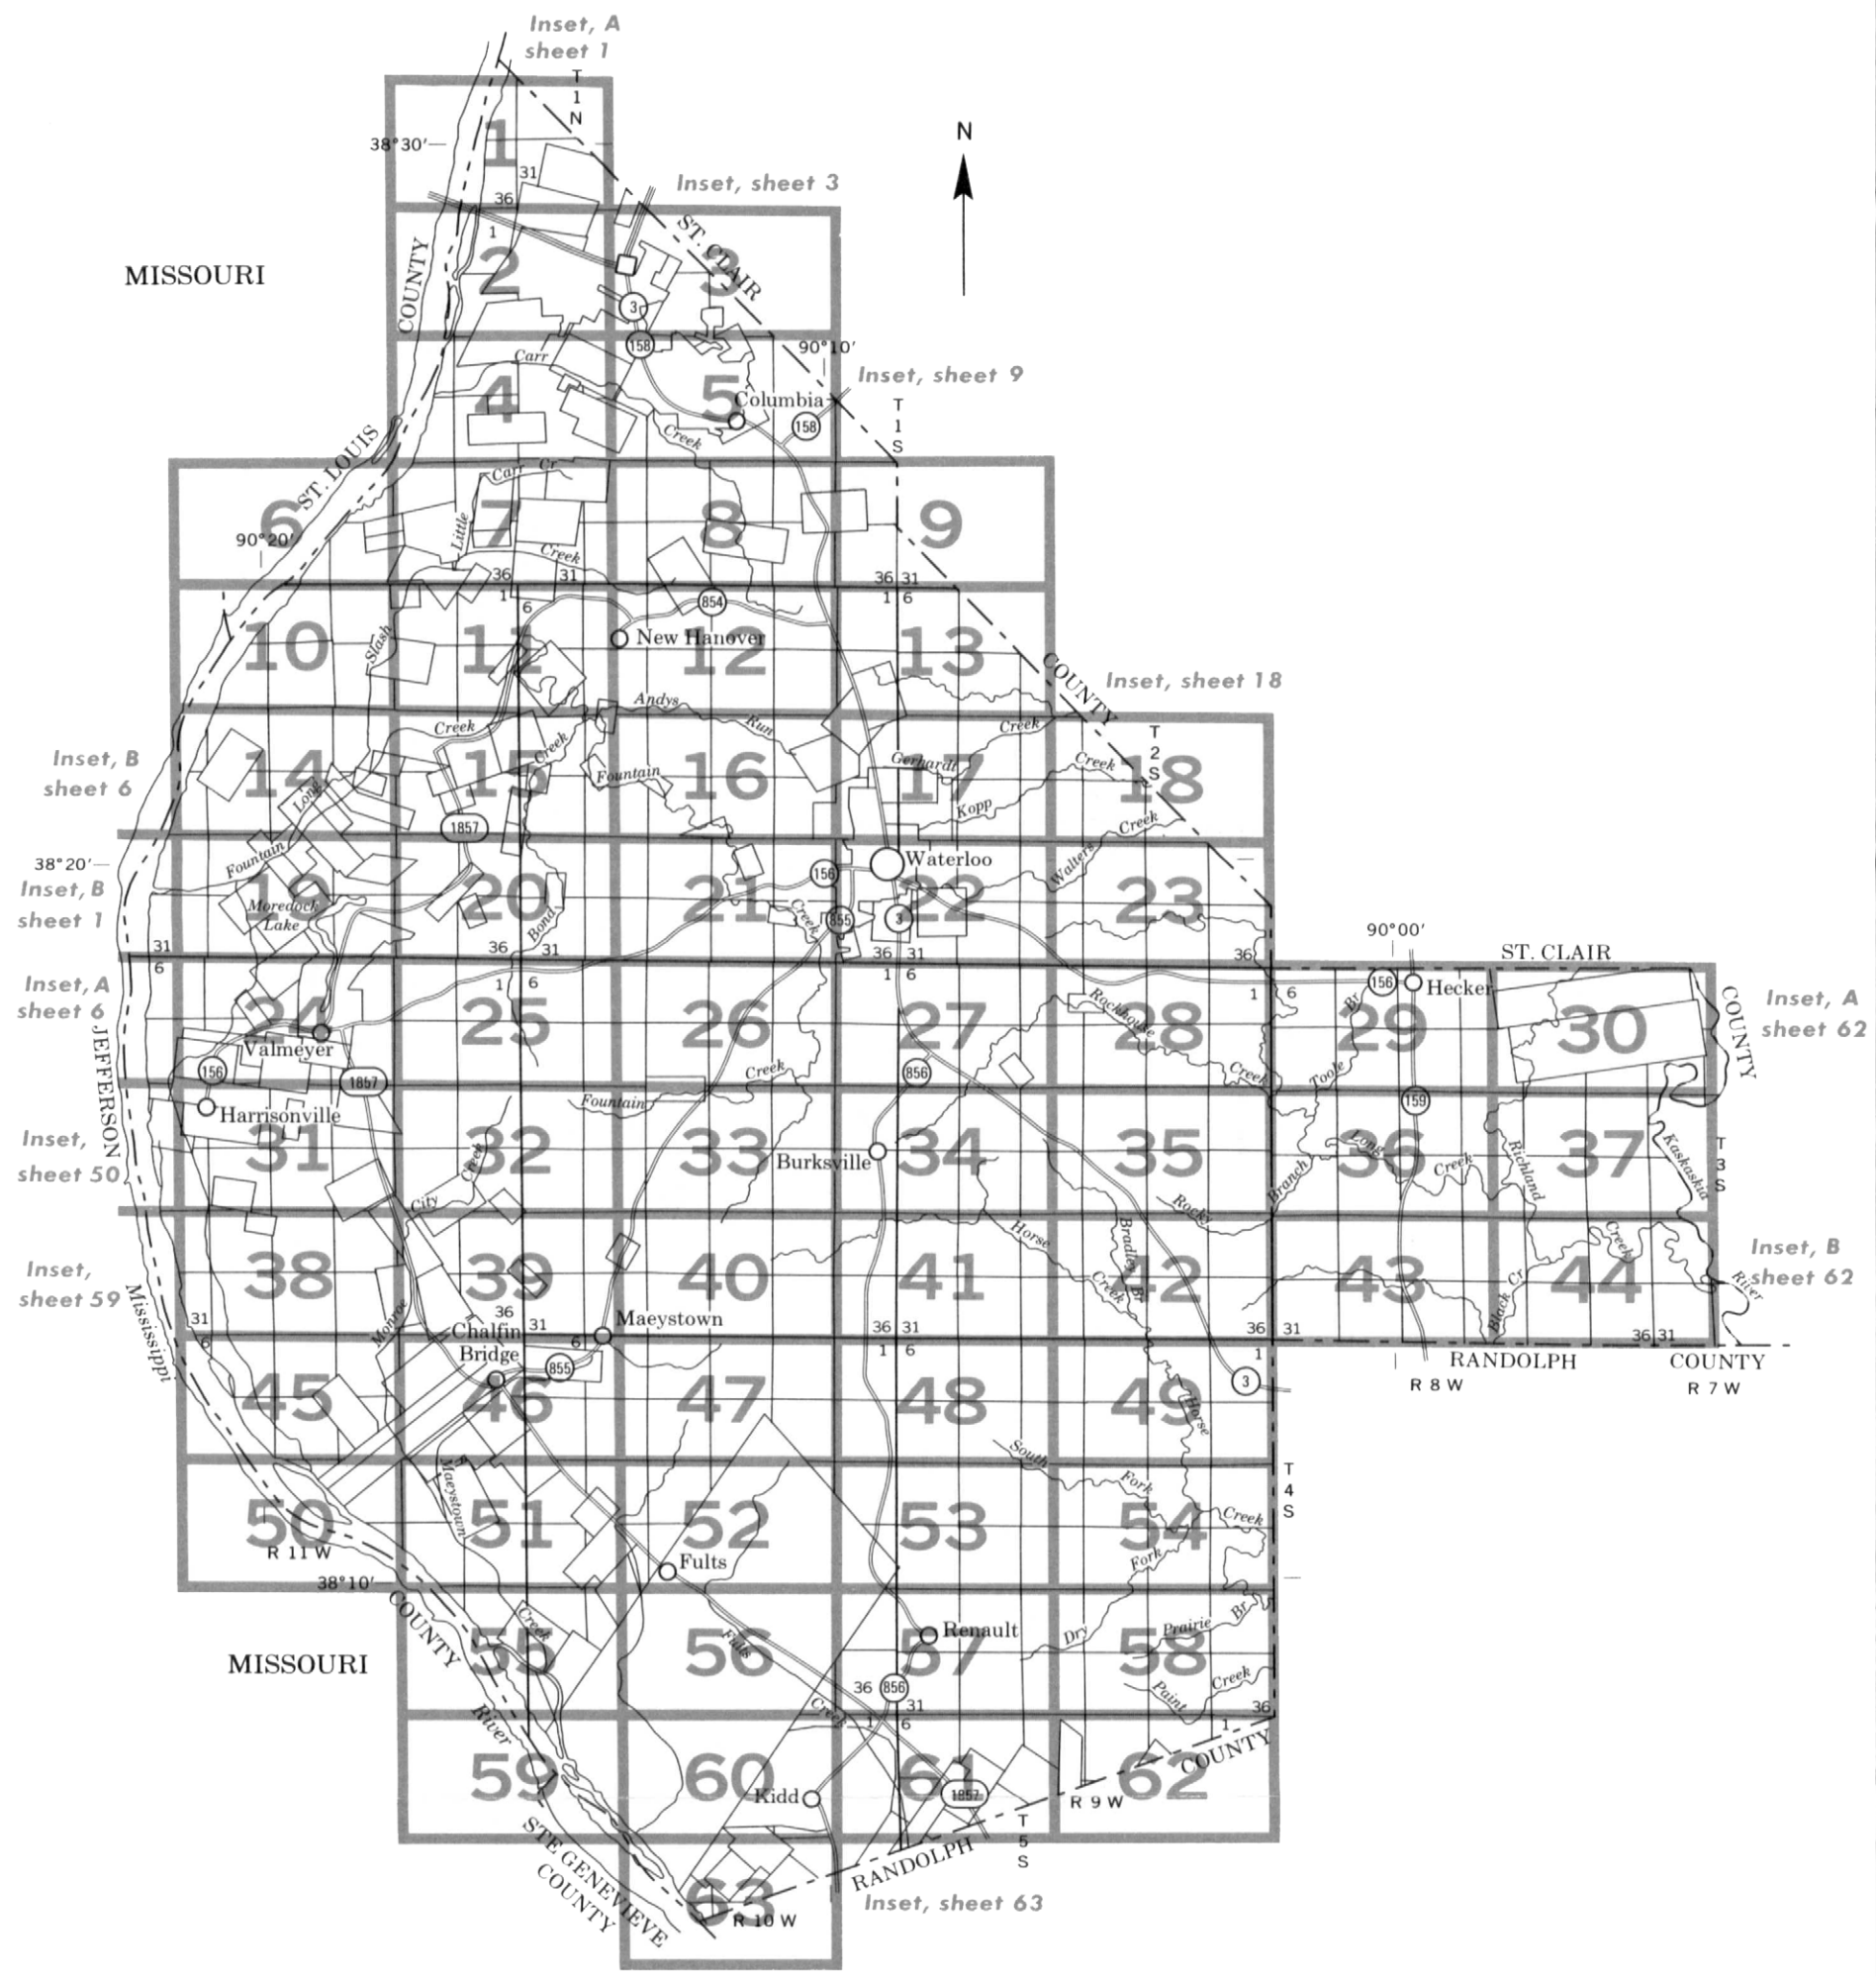 Inset, A
sheet 1
T
1
N
38°30′
1
31
36
N
Inset, sheet 3
ST. CLAIR
MISSOURI
COUNTY
1
2
3
3
158
90°10′
Carr
4
5
Columbia
Inset, sheet 9
158
T
1
S
Creek
ST. LOUIS
Carr Cr
6
7
8
9
90°20′
Little
Creek
36
31
36
31
1
6
1
6
854
10
Slash
11
New Hanover
12
13
COUNTY
Inset, sheet 18
Andys
Run
Creek
Creek
T
2
S
Inset, B
sheet 6
14
Long
15
Creek
Fountain
16
Gerhardt
17
Creek
18
Kopp
1857
Creek
38°20′
Fountain
Waterloo
Walters
Inset, B
sheet 1
156
19
Moredock
Lake
20
Bond
21
Creek
855
3
22
23
90°00′
31
36
31
36
31
36
ST. CLAIR
6
1
6
1
6
1
6
156
Hecker
Inset, A
sheet 6
24
25
26
27
Rockhouse
28
Br
29
30
COUNTY
Inset, A
sheet 62
JEFFERSON
Valmeyer
156
1857
Creek
856
Creek
Toole
159
Harrisonville
Fountain
Inset,
sheet 50
31
32
33
Burksville
34
35
36
Long
Creek
Richland
37
Kaskaskia
T
3
S
City
Creek
Branch
Rocky
Inset,
sheet 59
38
39
40
Horse
41
Creek
Bradley Br
42
43
Creek
44
Inset, B
sheet 62
River
Mississippi
Monroe
Black Cr
31
6
36
31
6
Maeystown
36
31
36
31
36
31
Chalfin
Bridge
855
1
6
1
RANDOLPH
COUNTY
3
R 8 W
R 7 W
45
46
47
48
49
Horse
Maeystown
South
Fork
T
4
S
50
51
52
53
54
Creek
R 11 W
Fults
Fork
38°10′
COUNTY
Creek
Renault
Dry
Prairie
Br
MISSOURI
55
56
57
58
Fults
Creek
River
Creek
36
856
31
Paint
36
1
6
1
COUNTY
59
60
61
62
Kidd
1857
R 9 W
T
5
S
STE GENEVIEVE
COUNTY
RANDOLPH
63
R 10 W
Inset, sheet 63